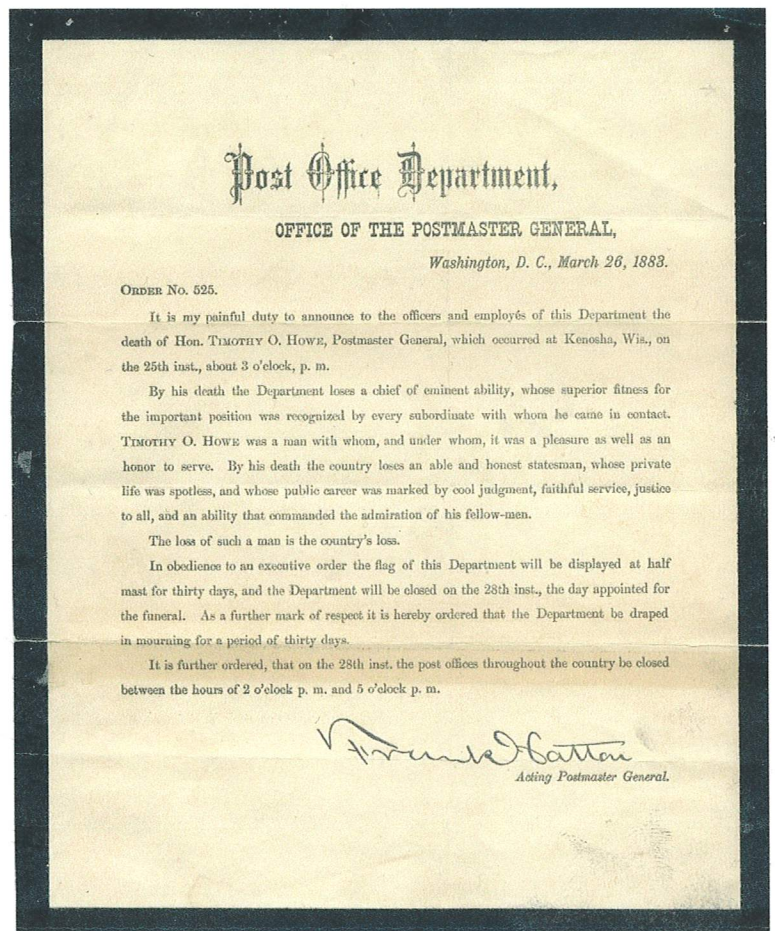 Post Office Department,
OFFICE OF THE POSTMASTER GENERAL,
Washington, D. C., March 26, 1883.
ORDER No. 525.
It is my painful duty to announce to the officers and employés of this Department the
death of Hon. TIMOTHY O. HOWE, Postmaster General, which occurred at Kenosha, Wis., on
the 25th inst., about 3 o'clock, p. m.
By his death the Department loses a chief of eminent ability, whose superior fitness for
the important position was recognized by every subordinate with whom he came in contact.
TIMOTHY O. HOWE was a man with whom, and under whom, it was a pleasure as well as an
honor to serve. By his death the country loses an able and honest statesman, whose private
life was spotless, and whose public career was marked by cool judgment, faithful service, justice
to all, and an ability that commanded the admiration of his fellow-men.
The loss of such a man is the country's loss.
In obedience to an executive order the flag of this Department will be displayed at half
mast for thirty days, and the Department will be closed on the 28th inst., the day appointed for
the funeral. As a further mark of respect it is hereby ordered that the Department be draped
in mourning for a period of thirty days.
It is further ordered, that on the 28th inst. the post offices throughout the country be closed
between the hours of 2 o'clock p. m. and 5 o'clock p. m.
Frank Hatton
Acting Postmaster General.